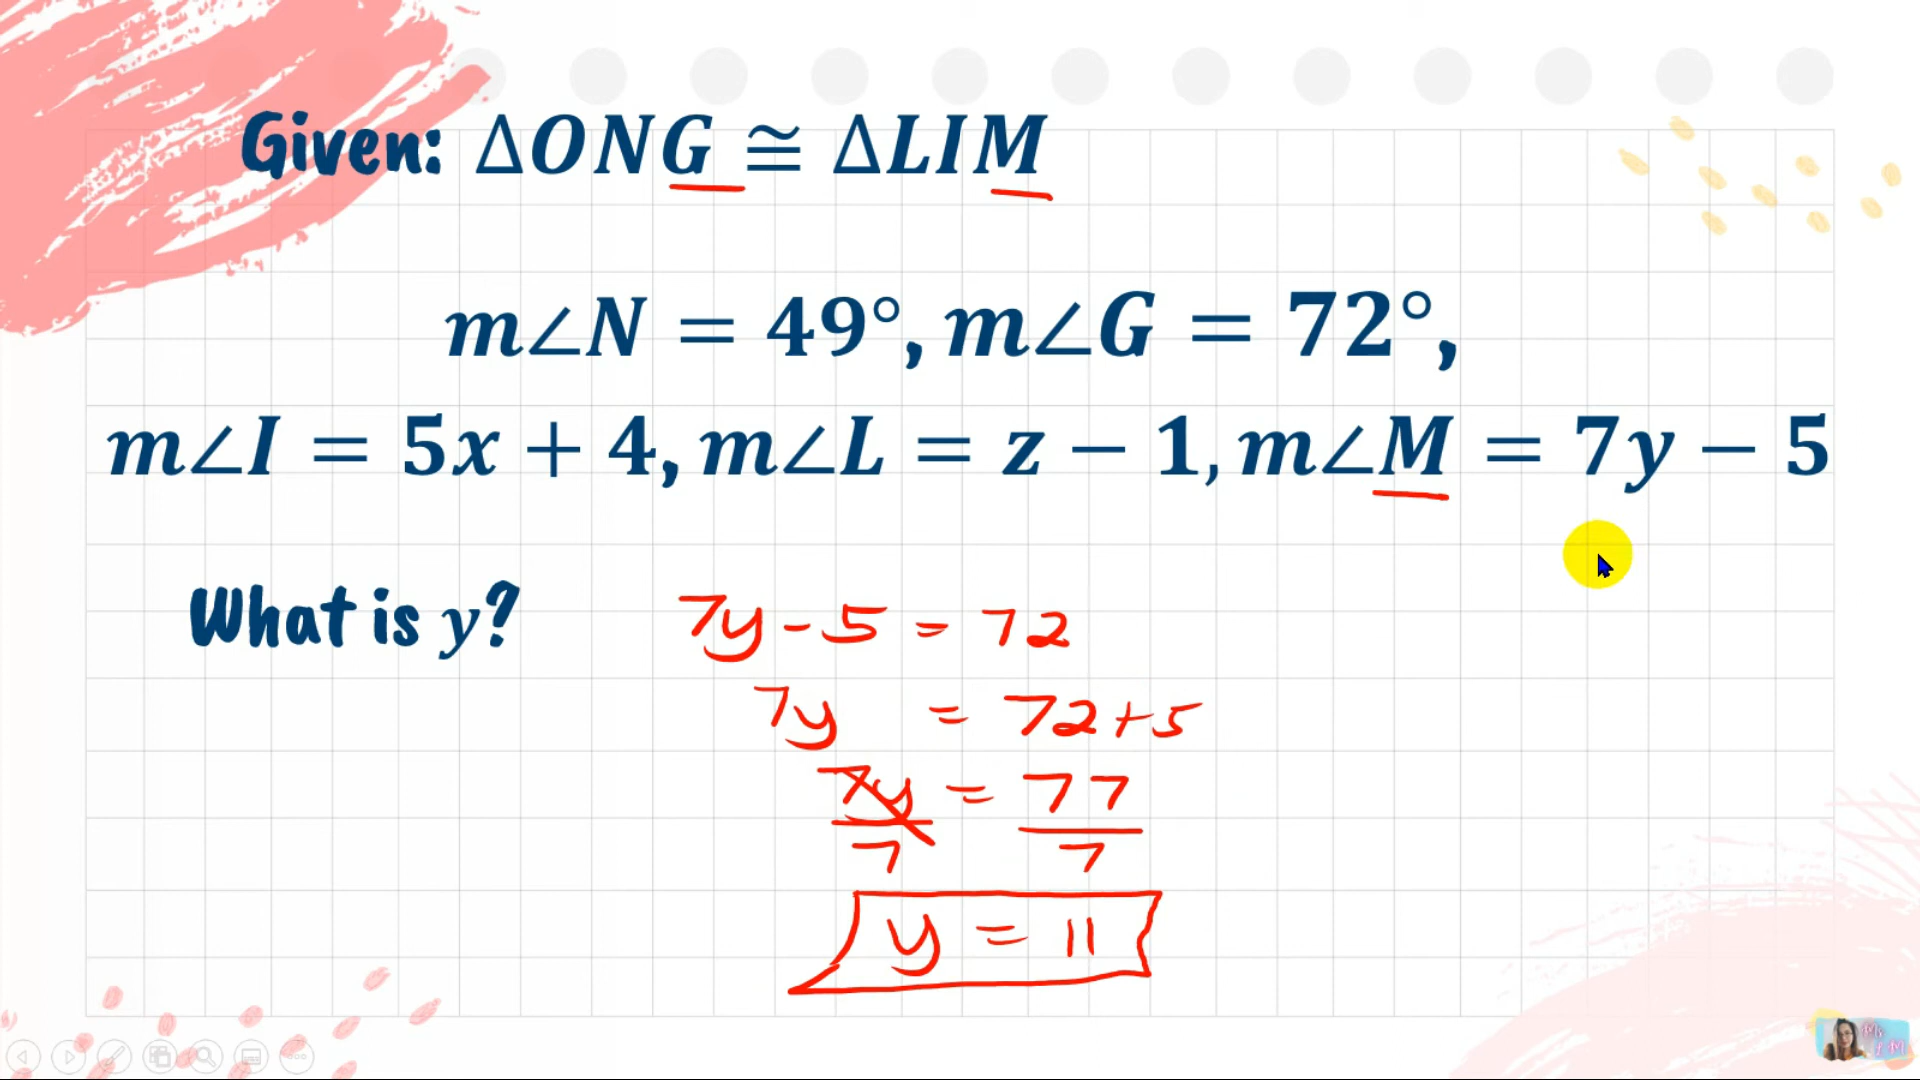 Given: ΔONG ≅ ΔLIM
m∠N = 49°, m∠G = 72°,
m∠I = 5x + 4, m∠L = z − 1, m∠M = 7y − 5
What is y?
7y - 5 = 72
7y = 72 + 5
7y/7 = 77/7
y = 11